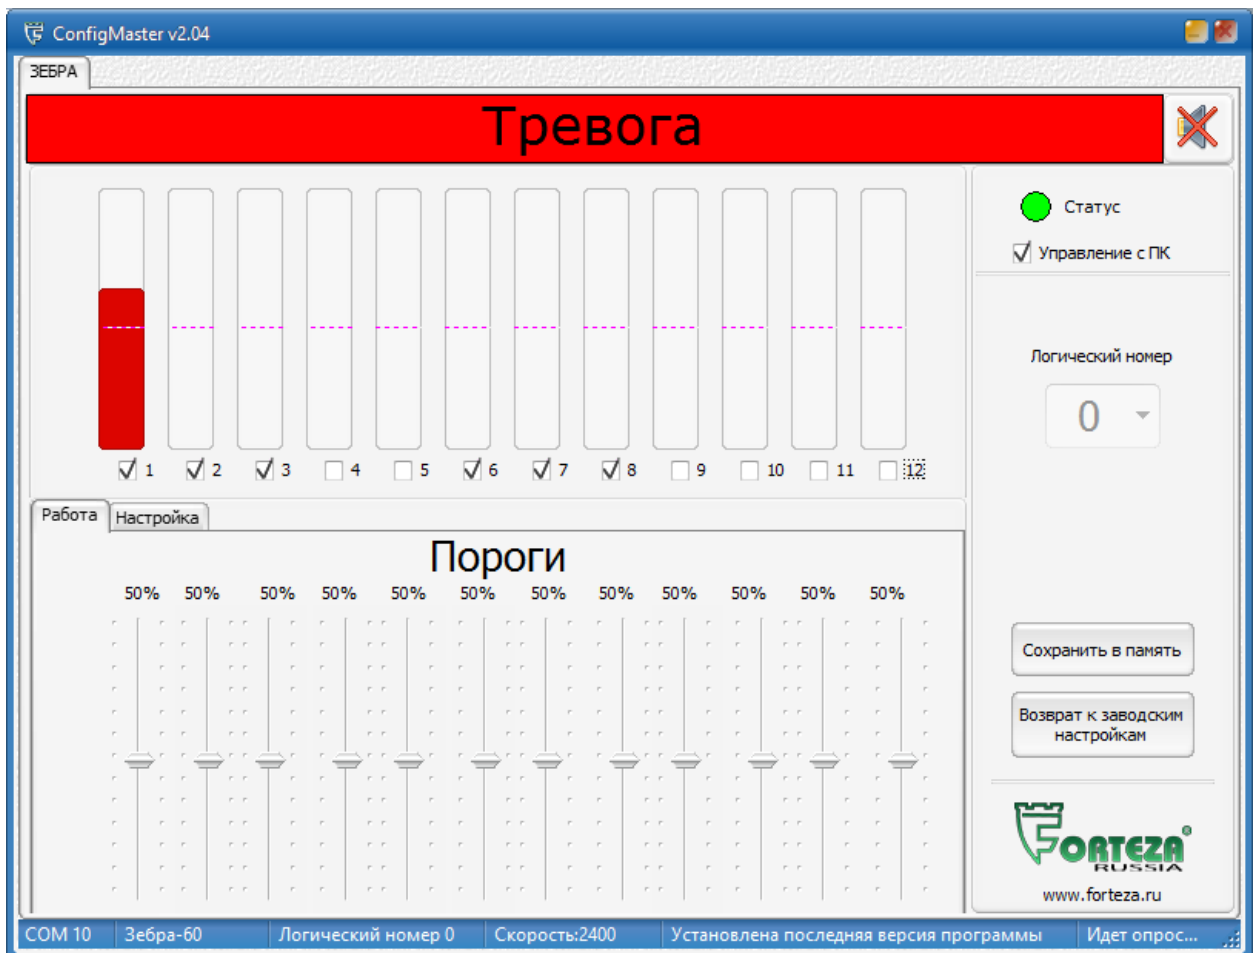 ConfigMaster v2.04
ЗЕБРА
Тревога
Статус
Управление с ПК
Логический номер
0
1 2 3 4 5 6 7 8 9 10 11 12
Работа Настройка
Пороги
50% 50% 50% 50% 50% 50% 50% 50% 50% 50% 50% 50%
Сохранить в память
Возврат к заводским
настройкам
FORTEZA®
RUSSIA
www.forteza.ru
COM 10 Зебра-60 Логический номер 0 Скорость:2400 Установлена последняя версия программы Идет опрос...